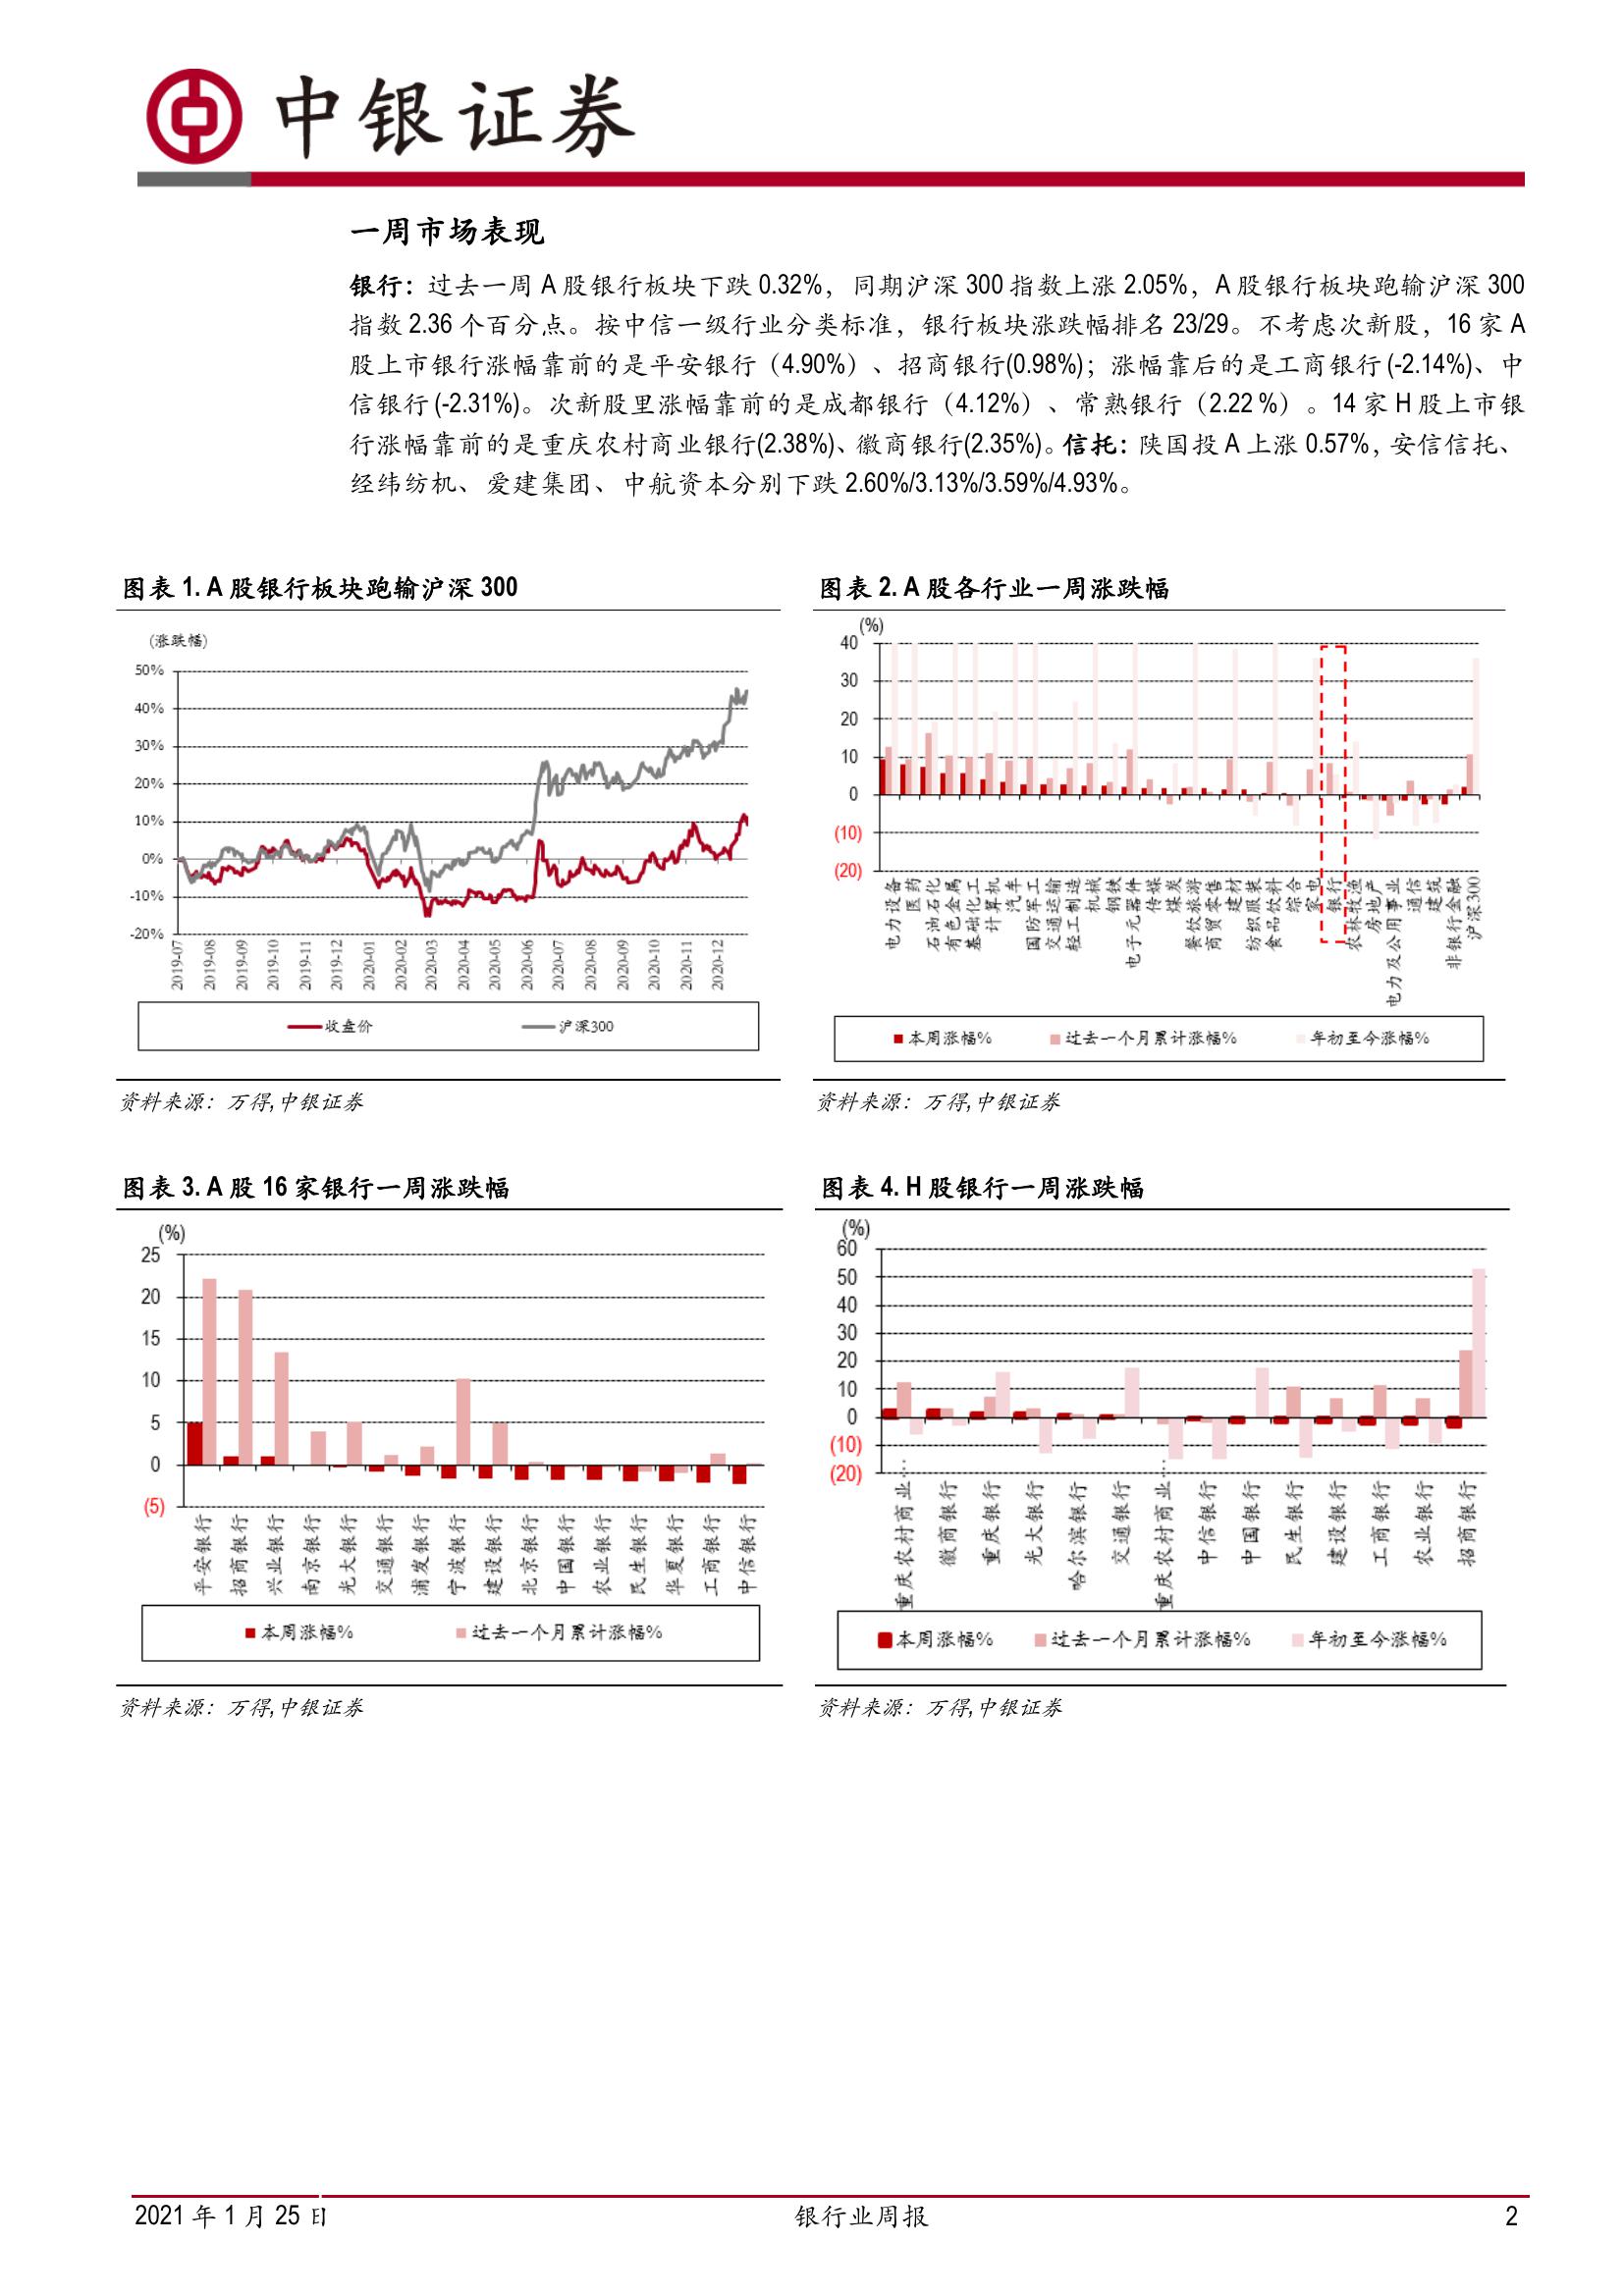 中银证券
一周市场表现
银行：过去一周 A 股银行板块下跌 0.32%，同期沪深 300 指数上涨 2.05%，A 股银行板块跑输沪深 300
指数 2.36 个百分点。按中信一级行业分类标准，银行板块涨跌幅排名 23/29。不考虑次新股，16 家 A
股上市银行涨幅靠前的是平安银行（4.90%）、招商银行(0.98%)；涨幅靠后的是工商银行(-2.14%)、中
信银行(-2.31%)。次新股里涨幅靠前的是成都银行（4.12%）、常熟银行（2.22 %）。14 家 H 股上市银
行涨幅靠前的是重庆农村商业银行(2.38%)、徽商银行(2.35%)。信托：陕国投 A 上涨 0.57%，安信信托、
经纬纺机、爱建集团、中航资本分别下跌 2.60%/3.13%/3.59%/4.93%。
图表 1. A 股银行板块跑输沪深 300
(涨跌幅)
50%
40%
30%
20%
10%
0%
-10%
-20%
2019-07
2019-08
2019-09
2019-10
2019-11
2019-12
2020-01
2020-02
2020-03
2020-04
2020-05
2020-06
2020-07
2020-08
2020-09
2020-10
2020-11
2020-12
收盘价
沪深300
资料来源：万得,中银证券
图表 2. A 股各行业一周涨跌幅
(%)
40
30
20
10
0
(10)
(20)
电力设备
医药
石油石化
有色金属
基础化工
计算机
汽车
国防军工
交通运输
轻工制造
机械
钢铁
电子元器件
传媒
煤炭
餐饮旅游
商贸零售
建材
纺织服装
食品饮料
综合
家电
银行
农林牧渔
房地产
电力及公用事业
通信
建筑
非银行金融
沪深300
本周涨幅%
过去一个月累计涨幅%
年初至今涨幅%
资料来源：万得,中银证券
图表 3. A 股 16 家银行一周涨跌幅
(%)
25
20
15
10
5
0
(5)
平安银行
招商银行
兴业银行
南京银行
光大银行
交通银行
浦发银行
宁波银行
建设银行
北京银行
中国银行
农业银行
民生银行
华夏银行
工商银行
中信银行
本周涨幅%
过去一个月累计涨幅%
资料来源：万得,中银证券
图表 4. H 股银行一周涨跌幅
(%)
60
50
40
30
20
10
0
(10)
(20)
重庆农村商业…
徽商银行
重庆银行
光大银行
哈尔滨银行
交通银行
重庆农村商业…
中信银行
中国银行
民生银行
建设银行
工商银行
农业银行
招商银行
本周涨幅%
过去一个月累计涨幅%
年初至今涨幅%
资料来源：万得,中银证券
2021 年 1 月 25 日
银行业周报
2